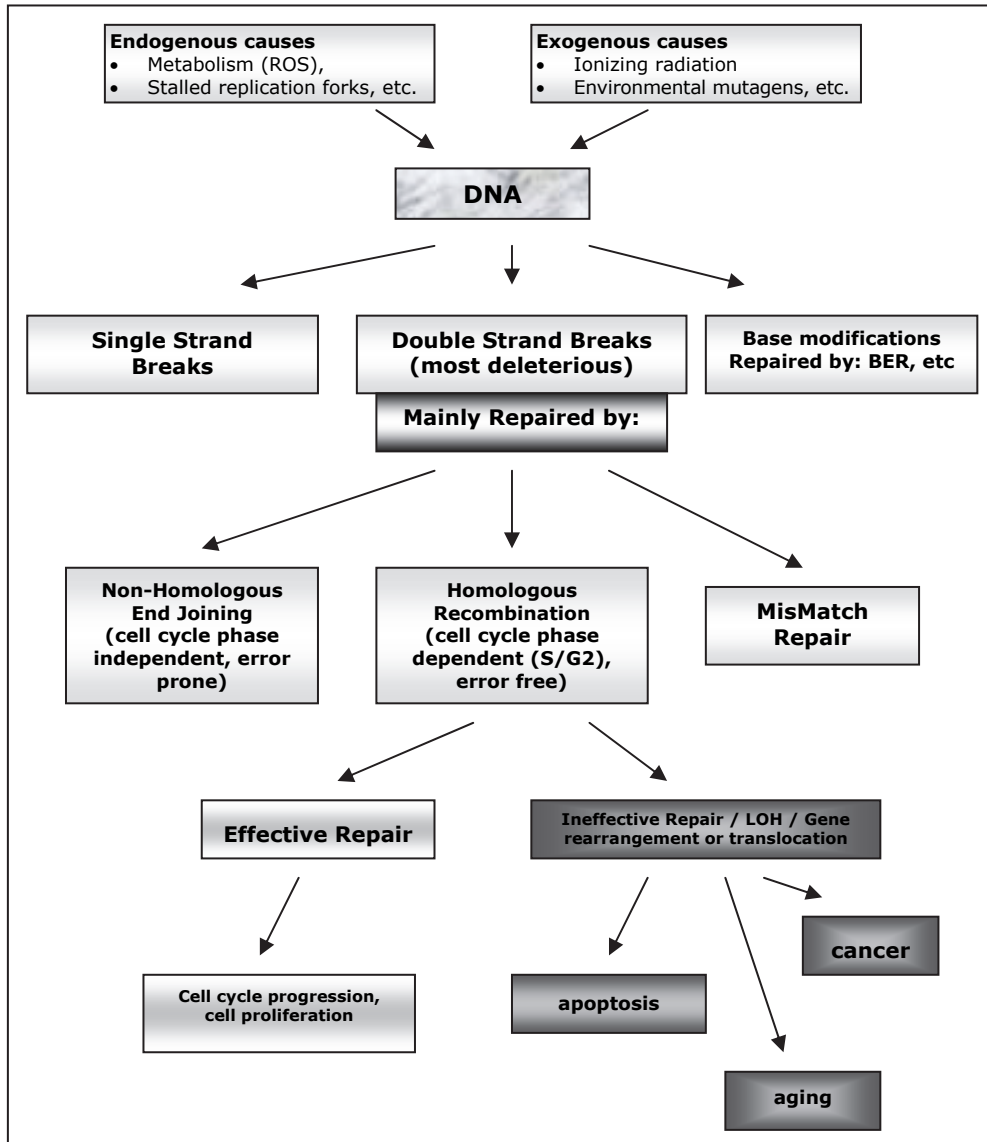 Endogenous causes
• Metabolism (ROS),
• Stalled replication forks, etc.
Exogenous causes
• Ionizing radiation
• Environmental mutagens, etc.
DNA
Single Strand
Breaks
Double Strand Breaks
(most deleterious)
Base modifications
Repaired by: BER, etc
Mainly Repaired by:
Non-Homologous
End Joining
(cell cycle phase
independent, error
prone)
Homologous
Recombination
(cell cycle phase
dependent (S/G2),
error free)
MisMatch
Repair
Effective Repair
Ineffective Repair / LOH / Gene
rearrangement or translocation
Cell cycle progression,
cell proliferation
apoptosis
cancer
aging